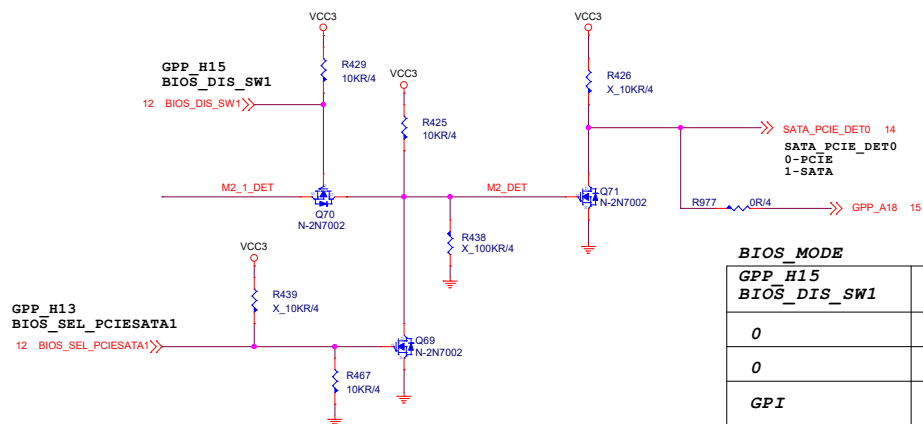 VCC3
R429
10KR/4
GPP_H15
BIOS_DIS_SW1
12 BIOS_DIS_SW1
VCC3
R425
10KR/4
VCC3
R426
X_10KR/4
SATA_PCIE_DET0 14
SATA_PCIE_DET0
0-PCIE
1-SATA
M2_1_DET
Q70
N-2N7002
M2_DET
Q71
N-2N7002
R977
0R/4
GPP_A18 15
R438
X_100KR/4
VCC3
R439
X_10KR/4
GPP_H13
BIOS_SEL_PCIESATA1
12 BIOS_SEL_PCIESATA1
Q69
N-2N7002
R467
10KR/4
BIOS_MODE
GPP_H15
BIOS_DIS_SW1
0
0
GPI